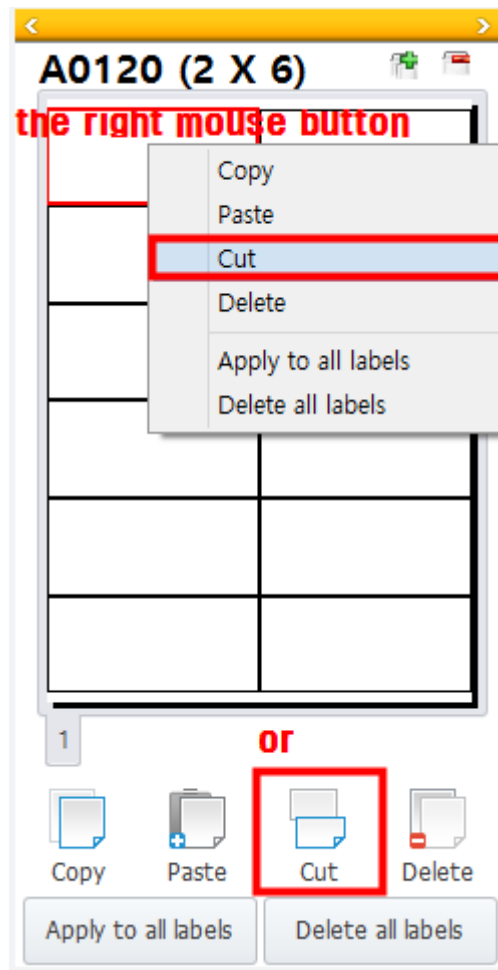 A0120 (2 X 6)
the right mouse button
Copy
Paste
Cut
Delete
Apply to all labels
Delete all labels
1
or
Copy Paste Cut Delete
Apply to all labels Delete all labels